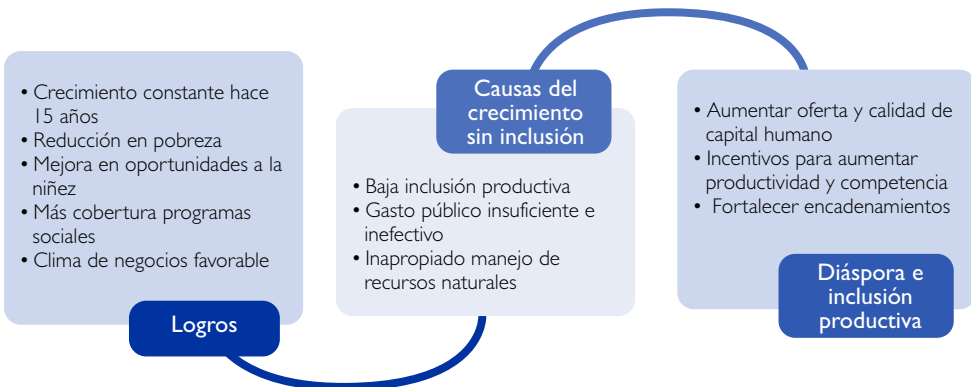 • Crecimiento constante hace
15 años
• Reducción en pobreza
• Mejora en oportunidades a la
niñez
• Más cobertura programas
sociales
• Clima de negocios favorable
Logros
Causas del
crecimiento
sin inclusión
• Baja inclusión productiva
• Gasto público insuficiente e
inefectivo
• Inapropiado manejo de
recursos naturales
• Aumentar oferta y calidad de
capital humano
• Incentivos para aumentar
productividad y competencia
• Fortalecer encadenamientos
Diáspora e
inclusión
productiva